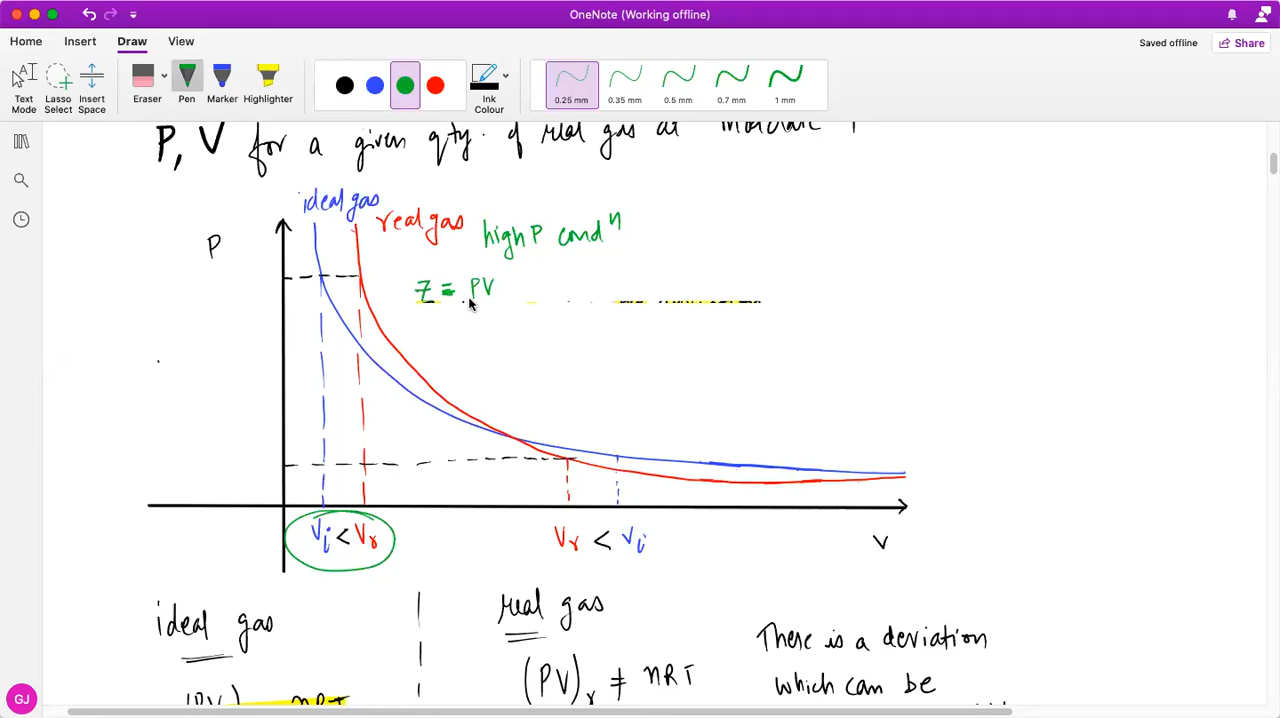 OneNote (Working offline)
Home Insert Draw View
Saved offline
Share
Text Mode
Lasso Select
Insert Space
Eraser
Pen
Marker
Highlighter
Ink Colour
0.25 mm
0.35 mm
0.5 mm
0.7 mm
1 mm
P, V for a given qty. of real gas at
ideal gas
real gas
high P condⁿ
P
Z = PV
Vi < Vr
Vr < Vi
V
ideal gas
real gas
There is a deviation
(PV)r ≠ nRT
which can be
GJ